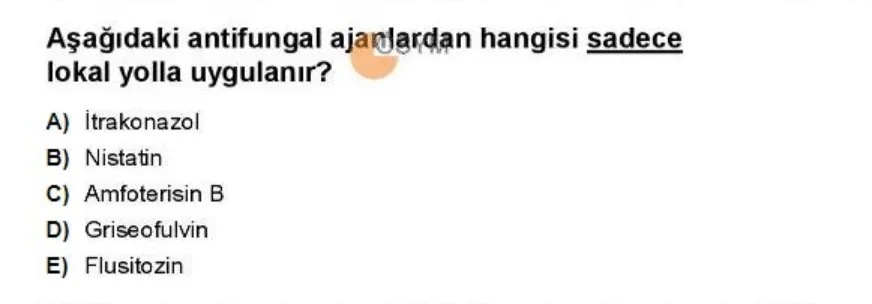 Aşağıdaki antifungal ajanlardan hangisi sadece
lokal yolla uygulanır?
A) İtrakonazol
B) Nistatin
C) Amfoterisin B
D) Griseofulvin
E) Flusitozin